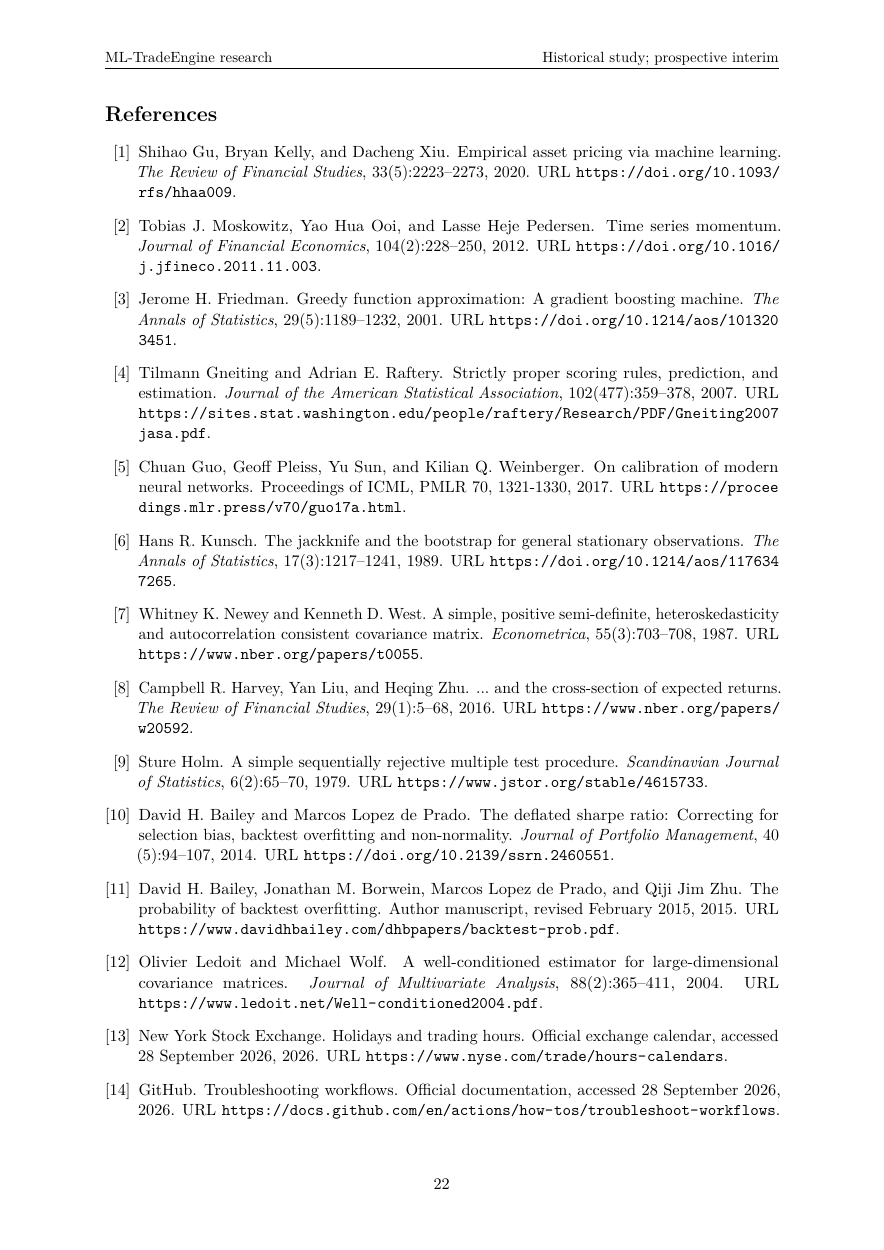 ML-TradeEngine research
Historical study; prospective interim
References
[1] Shihao Gu, Bryan Kelly, and Dacheng Xiu. Empirical asset pricing via machine learning.
The Review of Financial Studies, 33(5):2223–2273, 2020. URL https://doi.org/10.1093/
rfs/hhaa009.
[2] Tobias J. Moskowitz, Yao Hua Ooi, and Lasse Heje Pedersen. Time series momentum.
Journal of Financial Economics, 104(2):228–250, 2012. URL https://doi.org/10.1016/
j.jfineco.2011.11.003.
[3] Jerome H. Friedman. Greedy function approximation: A gradient boosting machine. The
Annals of Statistics, 29(5):1189–1232, 2001. URL https://doi.org/10.1214/aos/101320
3451.
[4] Tilmann Gneiting and Adrian E. Raftery. Strictly proper scoring rules, prediction, and
estimation. Journal of the American Statistical Association, 102(477):359–378, 2007. URL
https://sites.stat.washington.edu/people/raftery/Research/PDF/Gneiting2007
jasa.pdf.
[5] Chuan Guo, Geoff Pleiss, Yu Sun, and Kilian Q. Weinberger. On calibration of modern
neural networks. Proceedings of ICML, PMLR 70, 1321-1330, 2017. URL https://procee
dings.mlr.press/v70/guo17a.html.
[6] Hans R. Kunsch. The jackknife and the bootstrap for general stationary observations. The
Annals of Statistics, 17(3):1217–1241, 1989. URL https://doi.org/10.1214/aos/117634
7265.
[7] Whitney K. Newey and Kenneth D. West. A simple, positive semi-definite, heteroskedasticity
and autocorrelation consistent covariance matrix. Econometrica, 55(3):703–708, 1987. URL
https://www.nber.org/papers/t0055.
[8] Campbell R. Harvey, Yan Liu, and Heqing Zhu. ... and the cross-section of expected returns.
The Review of Financial Studies, 29(1):5–68, 2016. URL https://www.nber.org/papers/
w20592.
[9] Sture Holm. A simple sequentially rejective multiple test procedure. Scandinavian Journal
of Statistics, 6(2):65–70, 1979. URL https://www.jstor.org/stable/4615733.
[10] David H. Bailey and Marcos Lopez de Prado. The deflated sharpe ratio: Correcting for
selection bias, backtest overfitting and non-normality. Journal of Portfolio Management, 40
(5):94–107, 2014. URL https://doi.org/10.2139/ssrn.2460551.
[11] David H. Bailey, Jonathan M. Borwein, Marcos Lopez de Prado, and Qiji Jim Zhu. The
probability of backtest overfitting. Author manuscript, revised February 2015, 2015. URL
https://www.davidhbailey.com/dhbpapers/backtest-prob.pdf.
[12] Olivier Ledoit and Michael Wolf. A well-conditioned estimator for large-dimensional
covariance matrices. Journal of Multivariate Analysis, 88(2):365–411, 2004. URL
https://www.ledoit.net/Well-conditioned2004.pdf.
[13] New York Stock Exchange. Holidays and trading hours. Official exchange calendar, accessed
28 September 2026, 2026. URL https://www.nyse.com/trade/hours-calendars.
[14] GitHub. Troubleshooting workflows. Official documentation, accessed 28 September 2026,
2026. URL https://docs.github.com/en/actions/how-tos/troubleshoot-workflows.
22